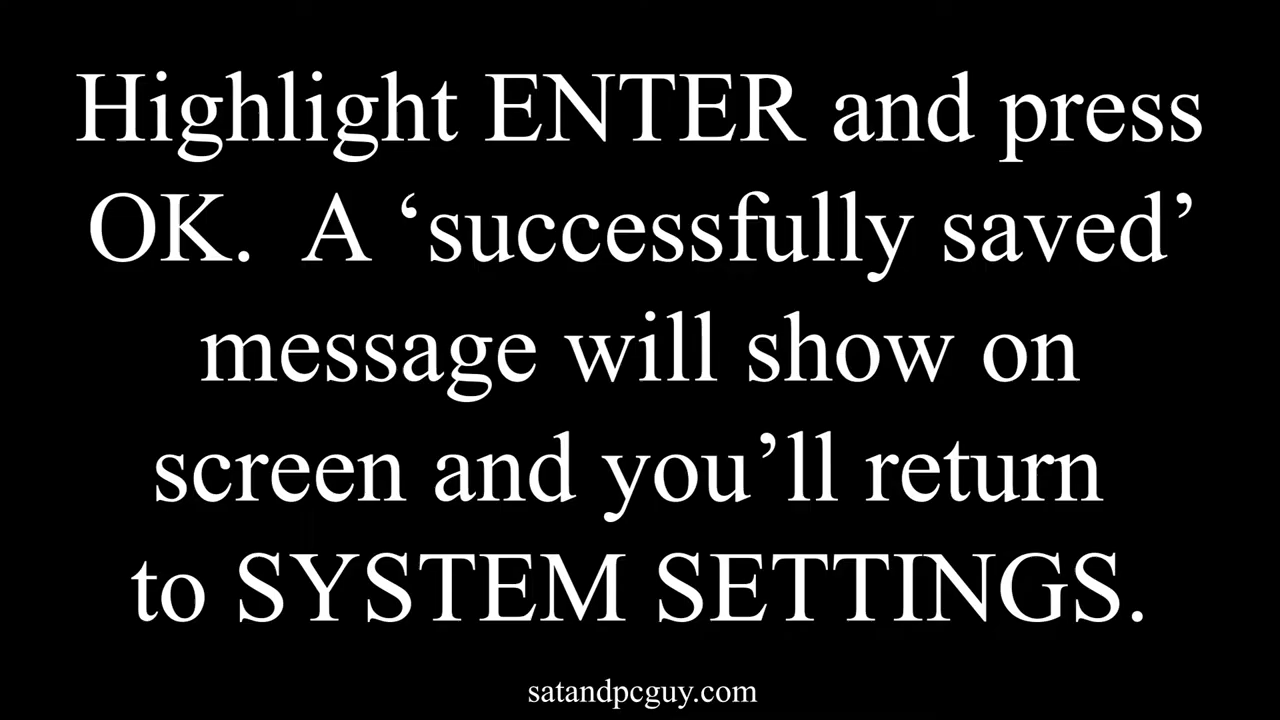 Highlight ENTER and press
OK.  A ‘successfully saved’
message will show on
screen and you’ll return
to SYSTEM SETTINGS.
satandpcguy.com